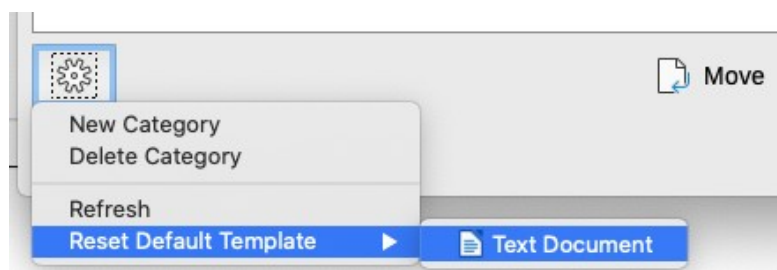 Move
New Category
Delete Category
Refresh
Reset Default Template
Text Document